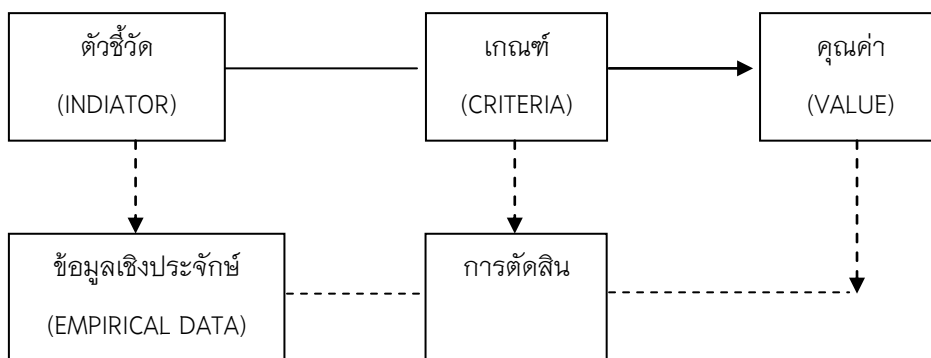 ตัวชี้วัด
(INDIATOR)
เกณฑ์
(CRITERIA)
คุณค่า
(VALUE)
ข้อมูลเชิงประจักษ์
(EMPIRICAL DATA)
การตัดสิน